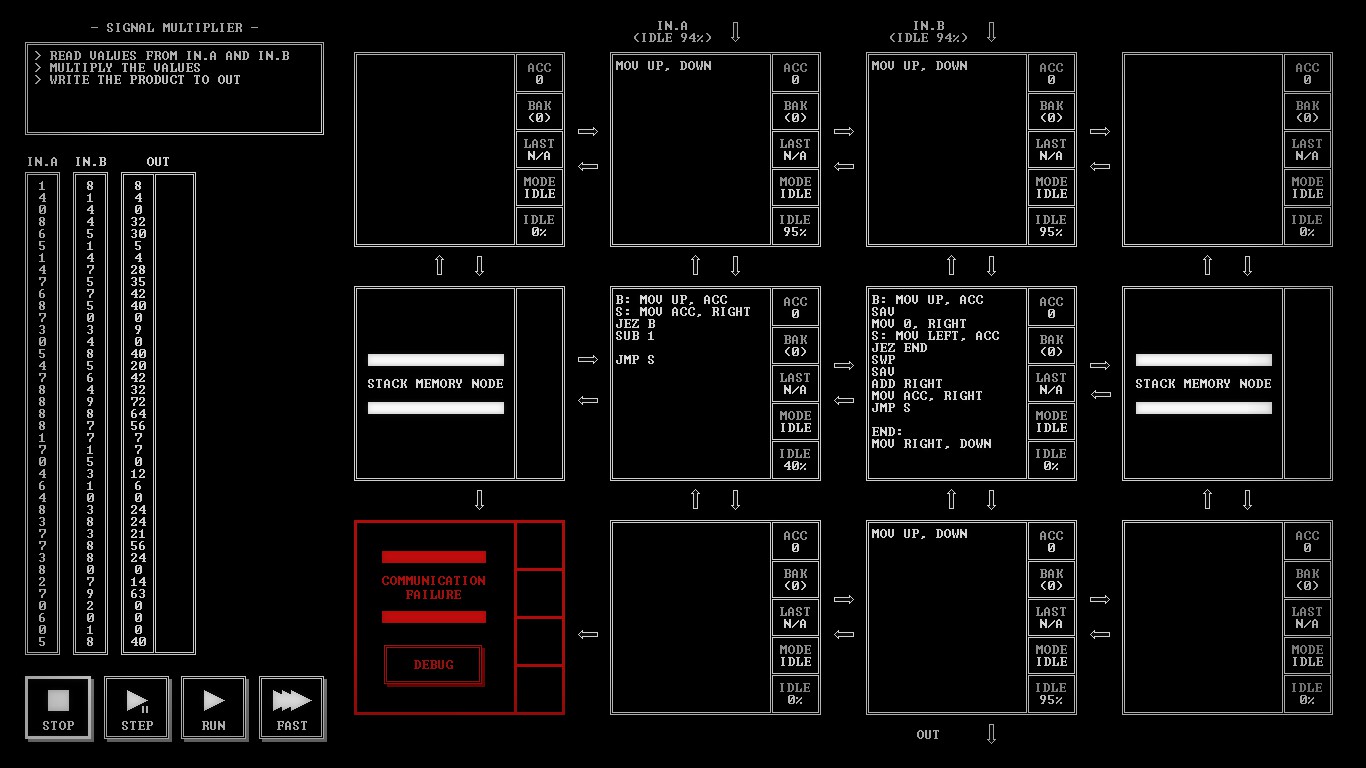 — SIGNAL MULTIPLIER —
> READ VALUES FROM IN.A AND IN.B
> MULTIPLY THE VALUES
> WRITE THE PRODUCT TO OUT
IN.A IN.B OUT
1 8 8
4 1 4
0 4 0
8 4 32
6 5 30
5 1 5
1 4 4
4 7 28
7 5 35
6 7 42
8 5 40
7 0 0
3 3 9
0 4 0
5 8 40
4 5 20
7 6 42
8 4 32
8 9 72
8 8 64
8 7 56
1 7 7
7 1 7
0 5 0
4 3 12
6 1 6
4 0 0
8 3 24
3 8 24
7 3 21
7 8 56
3 8 24
8 0 0
2 7 14
7 9 63
0 2 0
6 0 0
0 1 0
5 8 40
STOP
STEP
RUN
FAST
IN.A
(IDLE 94%)
IN.B
(IDLE 94%)
ACC
0
BAK
(0)
LAST
N/A
MODE
IDLE
IDLE
0%
MOV UP, DOWN
ACC
0
BAK
(0)
LAST
N/A
MODE
IDLE
IDLE
95%
MOV UP, DOWN
ACC
0
BAK
(0)
LAST
N/A
MODE
IDLE
IDLE
95%
ACC
0
BAK
(0)
LAST
N/A
MODE
IDLE
IDLE
0%
STACK MEMORY NODE
B: MOV UP, ACC
S: MOV ACC, RIGHT
JEZ B
SUB 1
JMP S
ACC
0
BAK
(0)
LAST
N/A
MODE
IDLE
IDLE
40%
B: MOV UP, ACC
SAV
MOV 0, RIGHT
S: MOV LEFT, ACC
JEZ END
SWP
SAV
ADD RIGHT
MOV ACC, RIGHT
JMP S
END:
MOV RIGHT, DOWN
ACC
0
BAK
(0)
LAST
N/A
MODE
IDLE
IDLE
0%
STACK MEMORY NODE
COMMUNICATION
FAILURE
DEBUG
ACC
0
BAK
(0)
LAST
N/A
MODE
IDLE
IDLE
0%
MOV UP, DOWN
ACC
0
BAK
(0)
LAST
N/A
MODE
IDLE
IDLE
95%
ACC
0
BAK
(0)
LAST
N/A
MODE
IDLE
IDLE
0%
OUT